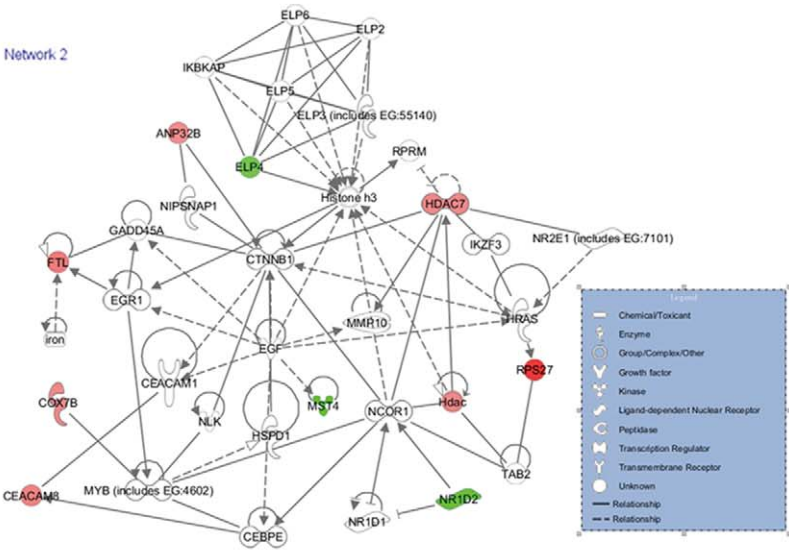 ELP6
ELP2
Network 2
IKBKAP
ELP5
ELP3 (includes EG:55140)
ANP32B
RPRM
ELP4
Histone h3
NIPSNAP1
HDAC7
GADD45A
IKZF3
NR2E1 (includes EG:7101)
CTNNB1
FTL
EGR1
Legend
Chemical/Toxicant
MMP10
HRAS
Enzyme
iron
EGF
Group/Complex/Other
RPS27
Growth factor
CEACAM1
Kinase
COX7B
MST4
Hdac
Ligand-dependent Nuclear Receptor
NCOR1
NLK
Peptidase
HSPD1
Transcription Regulator
Transmembrane Receptor
TAB2
Unknown
CEACAM8
MYB (includes EG:4602)
NR1D2
Relationship
NR1D1
Relationship
CEBPE